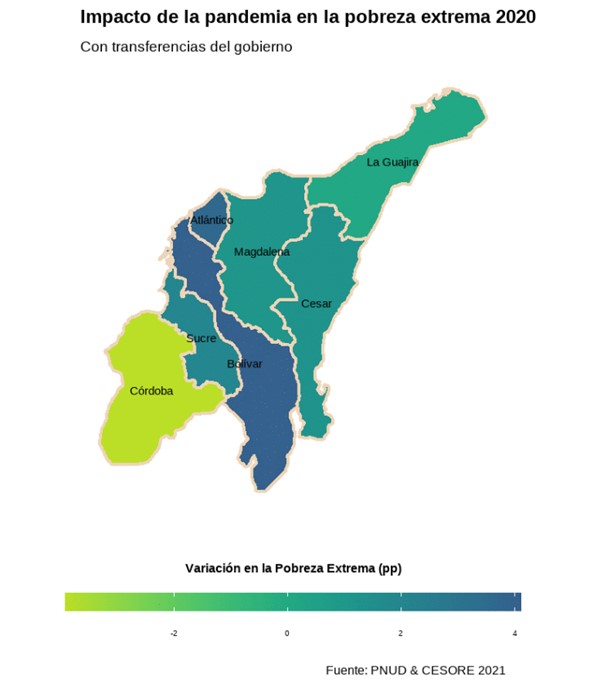 Impacto de la pandemia en la pobreza extrema 2020
Con transferencias del gobierno
La Guajira
Atlántico
Magdalena
Cesar
Sucre
Bolívar
Córdoba
Variación en la Pobreza Extrema (pp)
-2 0 2 4
Fuente: PNUD & CESORE 2021